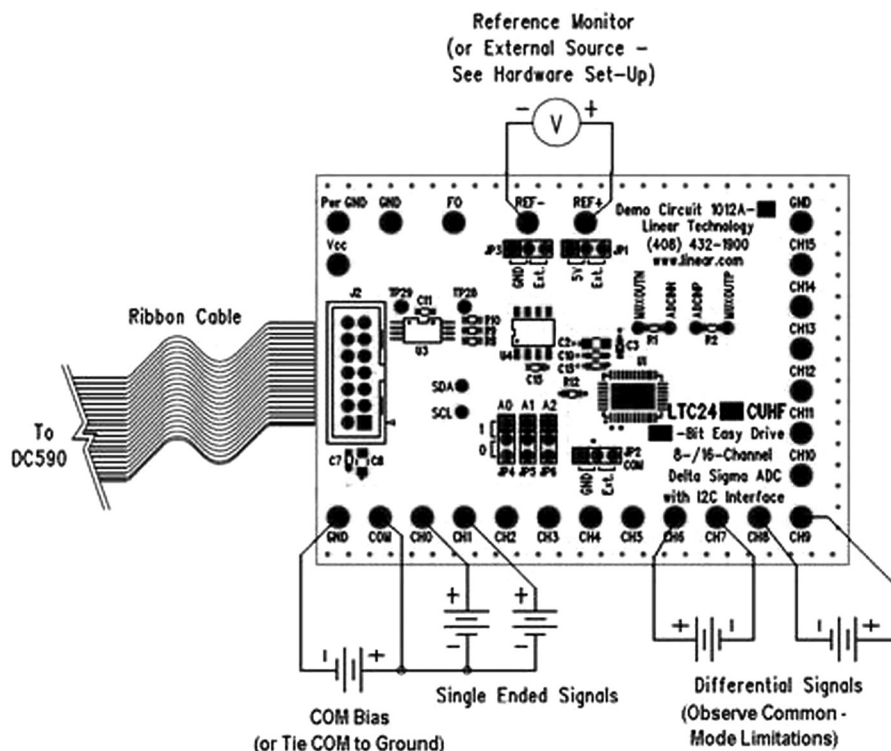 Reference Monitor
(or External Source -
See Hardware Set-Up)
-
V
+
Pwr GND
GND
FO
REF-
REF+
Demo Circuit 1012A-
Linear Technology
(408) 432-1900
www.linear.com
GND
CH15
CH14
CH13
CH12
CH11
CH10
CH9
Vcc
JP3
GND
Ext.
5V
Ext.
JP1
J2
TP29
C11
TP28
U3
U4
C15
C2
C10
C13
C3
MUXOUTN
ADCINN
ADCINP
MUXOUTP
R1
R2
U1
R12
SDA
SCL
A0
A1
A2
1
0
JP4
JP5
JP6
JP2
COM
GND
Ext.
LTC24
CUHF
-Bit Easy Drive
8-/16-Channel
Delta Sigma ADC
with I2C Interface
C7
C8
Ribbon Cable
To
DC590
GND
COM
CH0
CH1
CH2
CH3
CH4
CH5
CH6
CH7
CH8
+
-
+
-
-
+
+
-
-
+
Single Ended Signals
COM Bias
(or Tie COM to Ground)
Differential Signals
(Observe Common -
Mode Limitations)